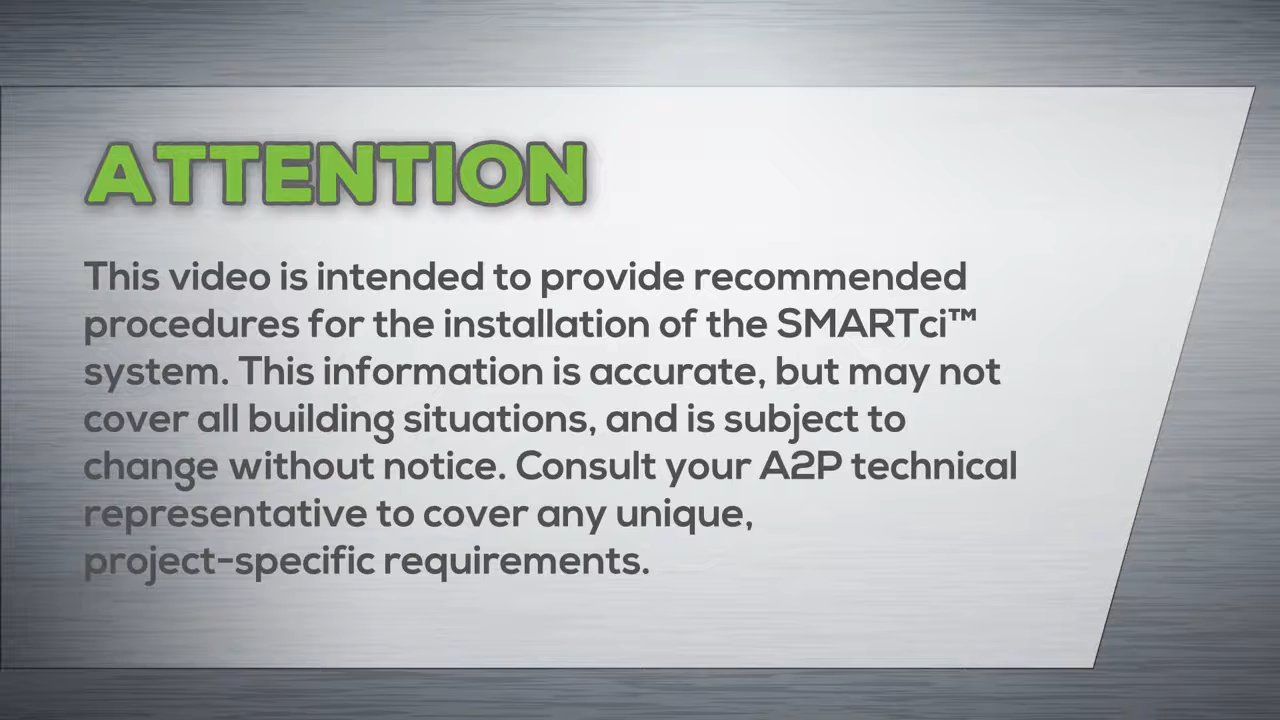 ATTENTION
This video is intended to provide recommended
procedures for the installation of the SMARTci™
system. This information is accurate, but may not
cover all building situations, and is subject to
change without notice. Consult your A2P technical
representative to cover any unique,
project-specific requirements.